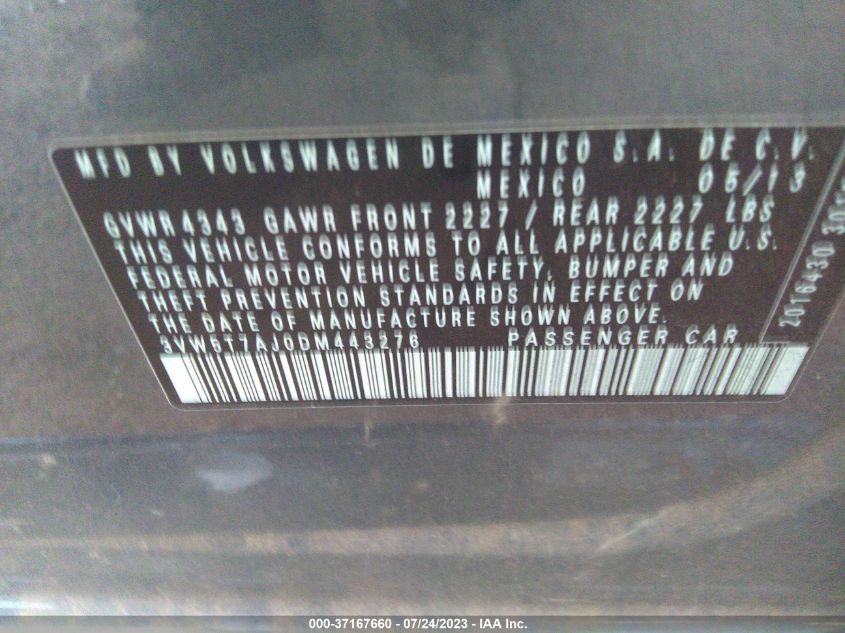 MFD BY VOLKSWAGEN DE MEXICO S.A. DE C.V.
MEXICO 05/13
GVWR 4343 GAWR FRONT 2227 / REAR 2227 LBS
THIS VEHICLE CONFORMS TO ALL APPLICABLE U.S.
FEDERAL MOTOR VEHICLE SAFETY, BUMPER AND
THEFT PREVENTION STANDARDS IN EFFECT ON
THE DATE OF MANUFACTURE SHOWN ABOVE.
3VW5T7AJ0DM443276 PASSENGER CAR
000-37167660 - 07/24/2023 - IAA Inc.